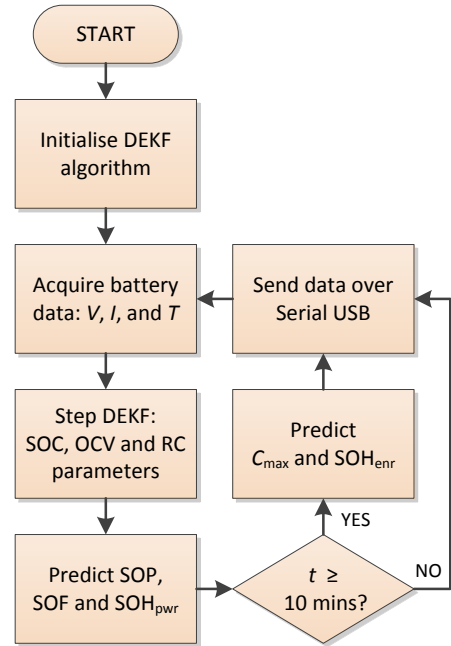 START
Initialise DEKF
algorithm
Acquire battery
data: V, I, and T
Send data over
Serial USB
Step DEKF:
SOC, OCV and RC
parameters
Predict
Cmax and SOHenr
YES
Predict SOP,
SOF and SOHpwr
t ≥
10 mins?
NO